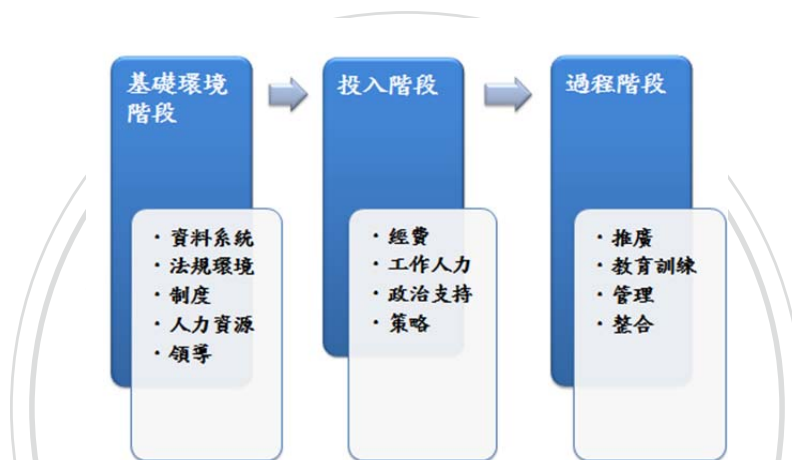 基礎環境
階段
・資料系統
・法規環境
・制度
・人力資源
・領導
投入階段
・經費
・工作人力
・政治支持
・策略
過程階段
・推廣
・教育訓練
・管理
・整合